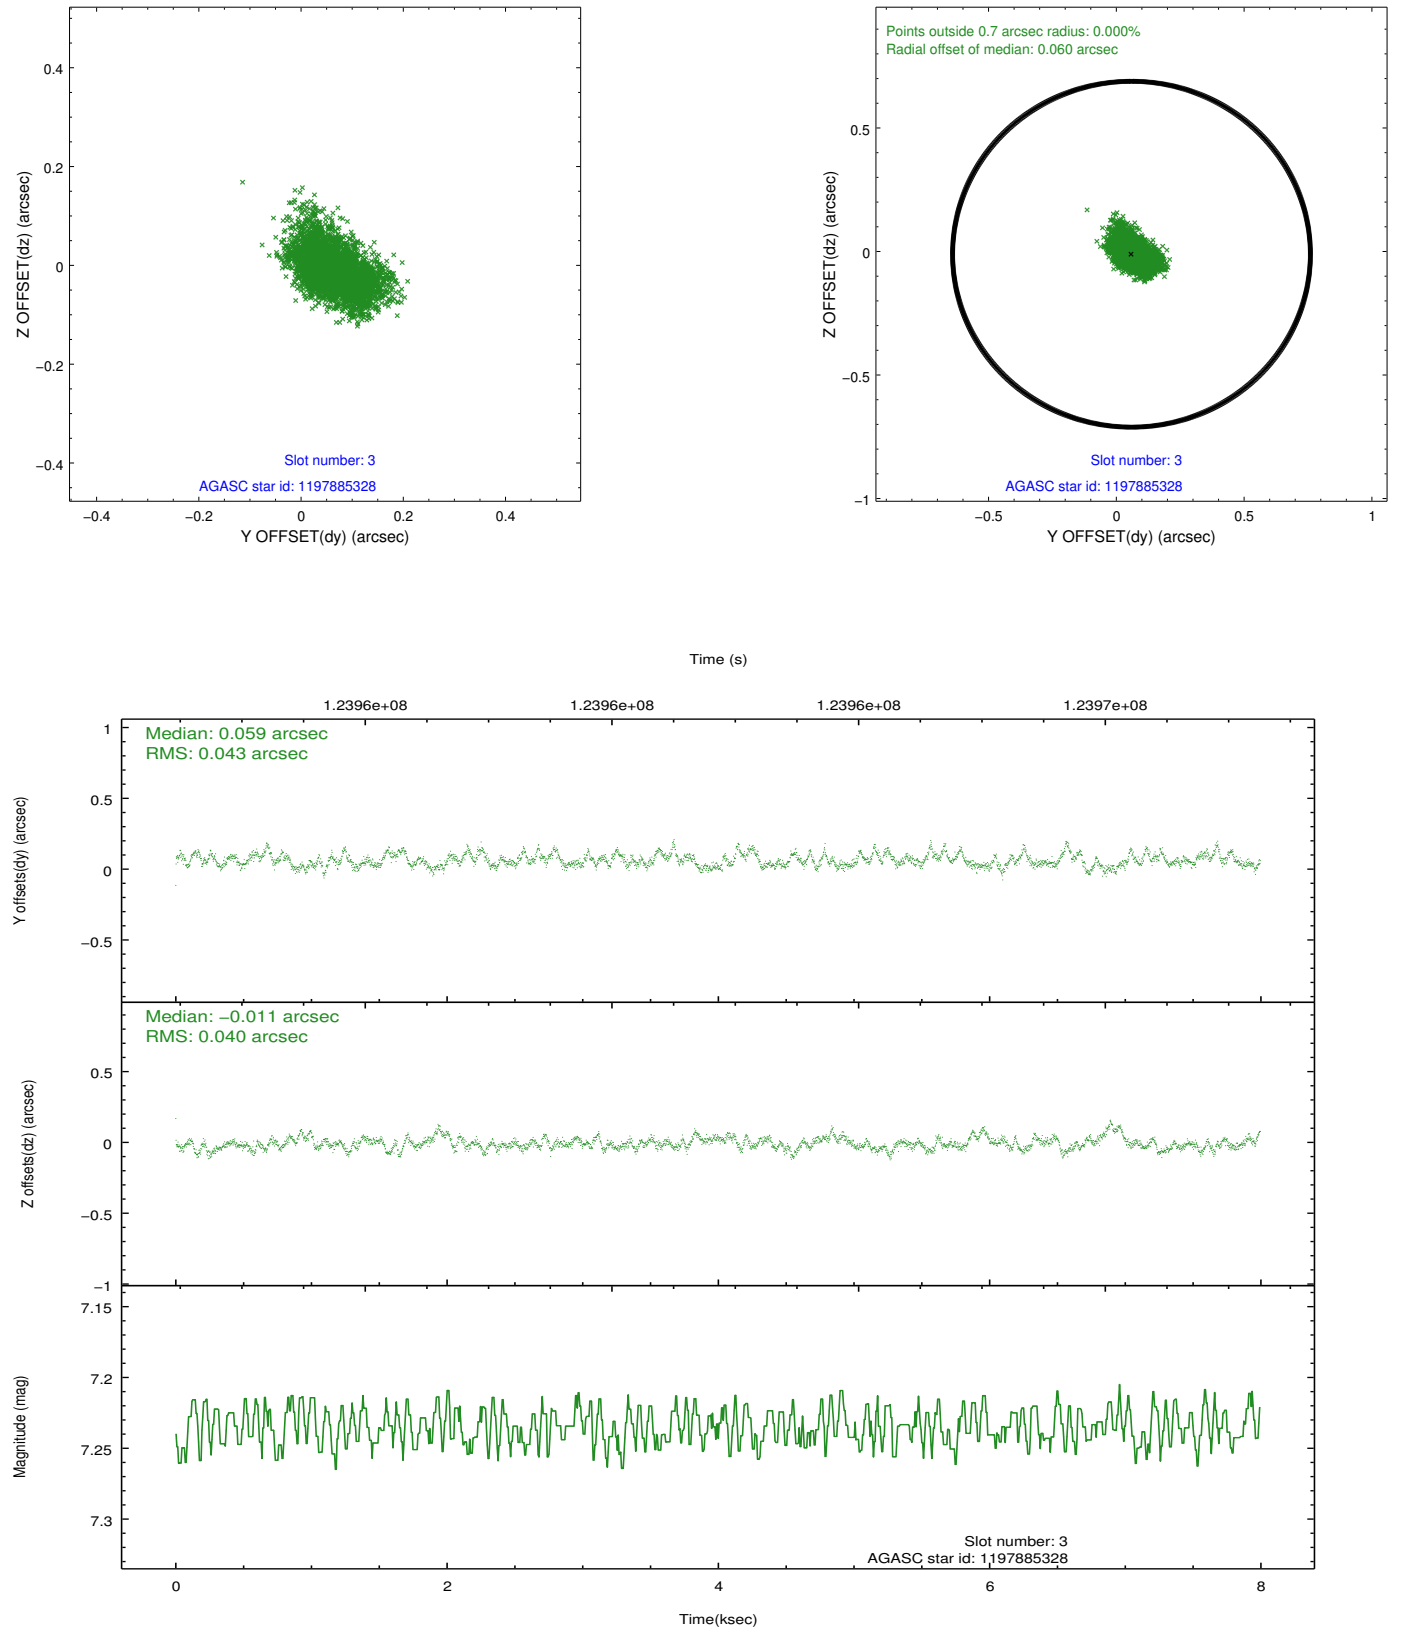 0.4
0.2
0
−0.2
−0.4
Z OFFSET(dz) (arcsec)
Slot number: 3
AGASC star id: 1197885328
−0.4 −0.2 0 0.2 0.4
Y OFFSET(dy) (arcsec)
Points outside 0.7 arcsec radius: 0.000%
Radial offset of median: 0.060 arcsec
0.5
0
−0.5
−1
Z OFFSET(dz) (arcsec)
Slot number: 3
AGASC star id: 1197885328
−0.5 0 0.5 1
Y OFFSET(dy) (arcsec)
Time (s)
1.2396e+08 1.2396e+08 1.2396e+08 1.2397e+08
Median: 0.059 arcsec
RMS: 0.043 arcsec
1
0.5
0
−0.5
Y offsets(dy) (arcsec)
Median: −0.011 arcsec
RMS: 0.040 arcsec
0.5
0
−0.5
−1
Z offsets(dz) (arcsec)
7.15
7.2
7.25
7.3
Magnitude (mag)
Slot number: 3
AGASC star id: 1197885328
0 2 4 6 8
Time(ksec)